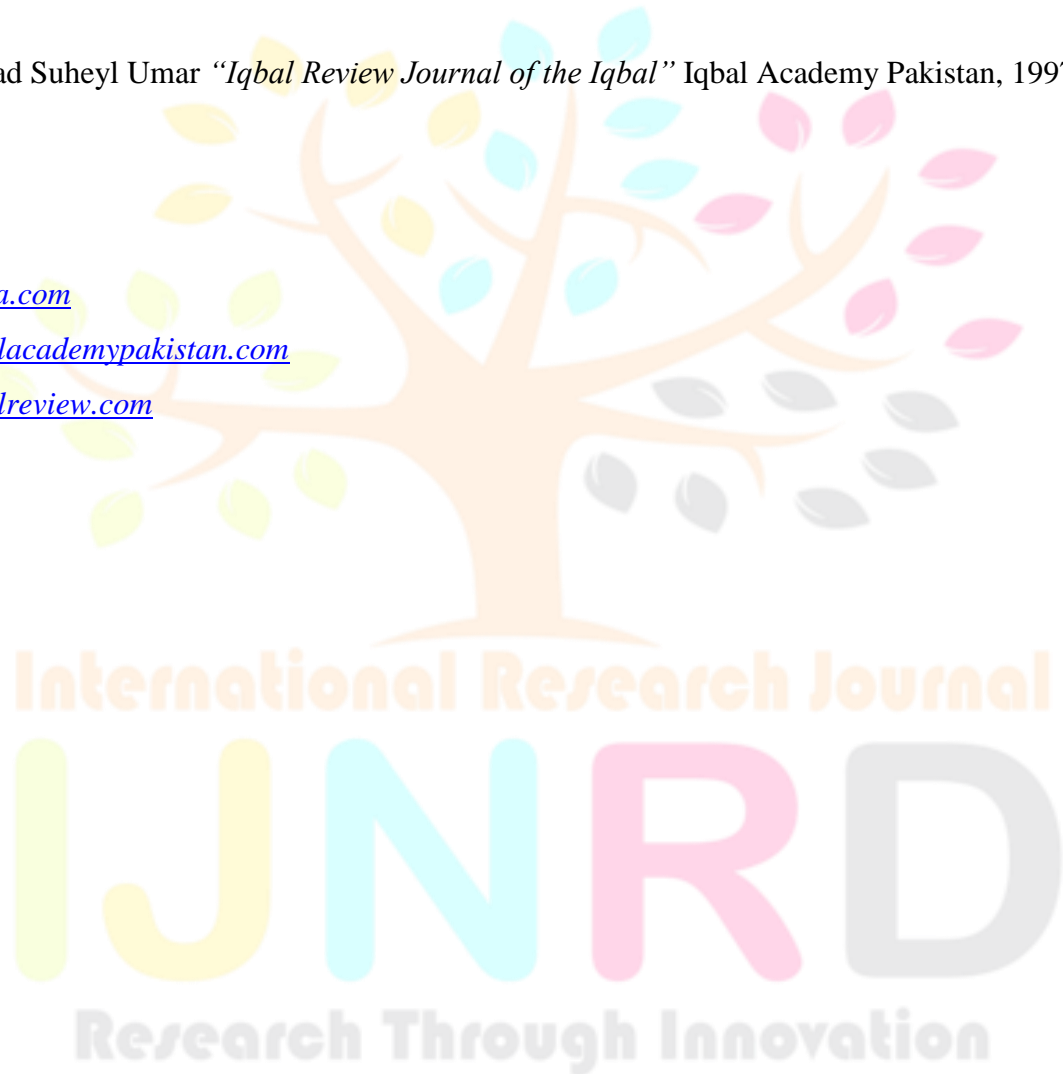 ad Suheyl Umar “Iqbal Review Journal of the Iqbal” Iqbal Academy Pakistan, 199
a.com
lacademypakistan.com
lreview.com
International Research Journal
IJNRD
Research Through Innovation